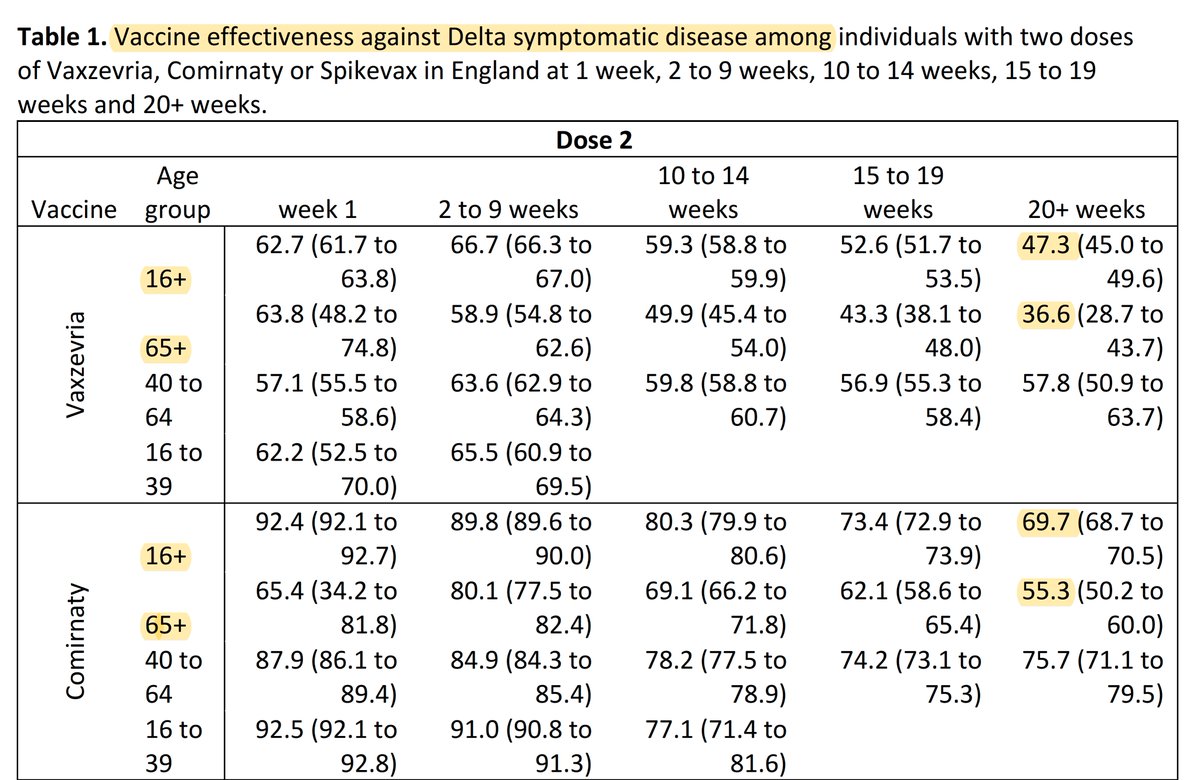 Table 1. Vaccine effectiveness against Delta symptomatic disease among individuals with two doses
of Vaxzevria, Comirnaty or Spikevax in England at 1 week, 2 to 9 weeks, 10 to 14 weeks, 15 to 19
weeks and 20+ weeks.
Dose 2
Age 10 to 14 15 to 19
Vaccine group week 1 2 to 9 weeks weeks weeks 20+ weeks
Vaxzevria
62.7 (61.7 to 66.7 (66.3 to 59.3 (58.8 to 52.6 (51.7 to 47.3 (45.0 to
16+ 63.8) 67.0) 59.9) 53.5) 49.6)
63.8 (48.2 to 58.9 (54.8 to 49.9 (45.4 to 43.3 (38.1 to 36.6 (28.7 to
65+ 74.8) 62.6) 54.0) 48.0) 43.7)
40 to 57.1 (55.5 to 63.6 (62.9 to 59.8 (58.8 to 56.9 (55.3 to 57.8 (50.9 to
64 58.6) 64.3) 60.7) 58.4) 63.7)
16 to 62.2 (52.5 to 65.5 (60.9 to
39 70.0) 69.5)
Comirnaty
92.4 (92.1 to 89.8 (89.6 to 80.3 (79.9 to 73.4 (72.9 to 69.7 (68.7 to
16+ 92.7) 90.0) 80.6) 73.9) 70.5)
65.4 (34.2 to 80.1 (77.5 to 69.1 (66.2 to 62.1 (58.6 to 55.3 (50.2 to
65+ 81.8) 82.4) 71.8) 65.4) 60.0)
40 to 87.9 (86.1 to 84.9 (84.3 to 78.2 (77.5 to 74.2 (73.1 to 75.7 (71.1 to
64 89.4) 85.4) 78.9) 75.3) 79.5)
16 to 92.5 (92.1 to 91.0 (90.8 to 77.1 (71.4 to
39 92.8) 91.3) 81.6)